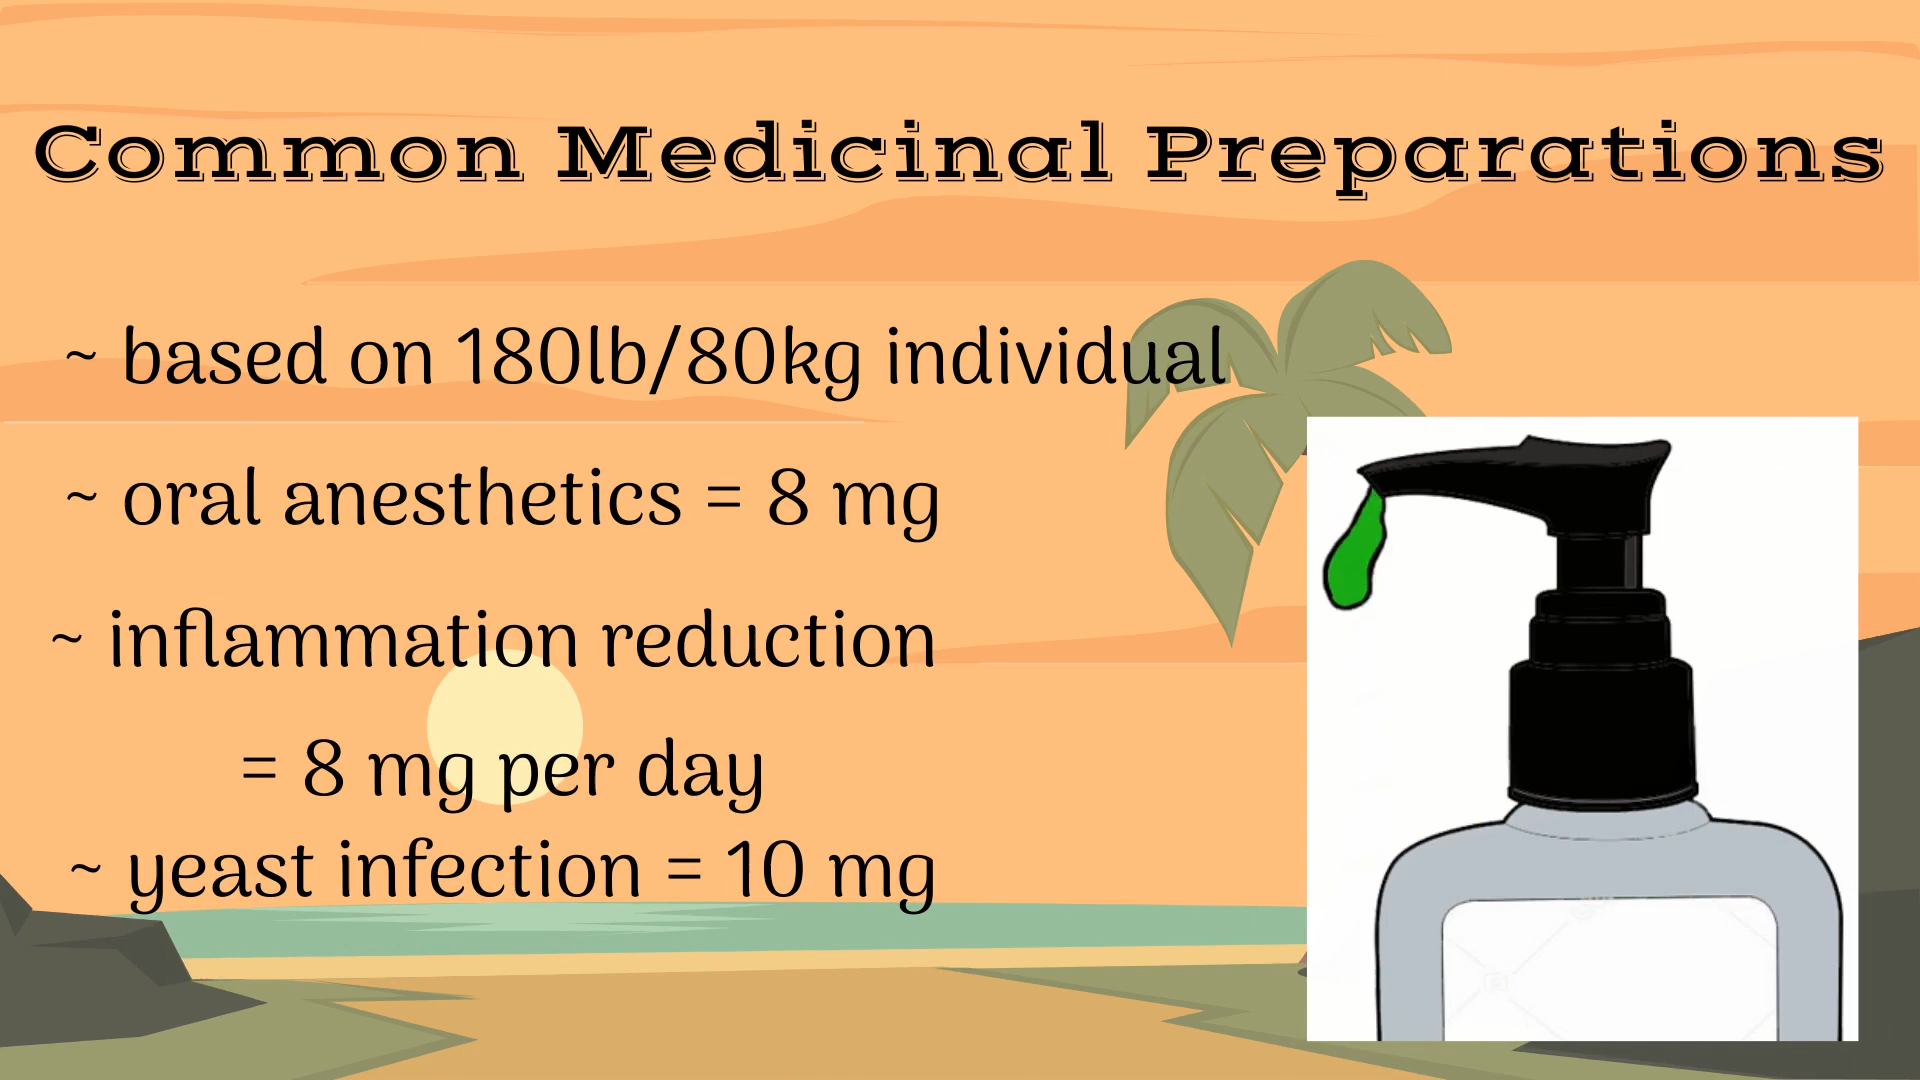 Common Medicinal Preparations
~ based on 180lb/80kg individual
~ oral anesthetics = 8 mg
~ inflammation reduction
= 8 mg per day
~ yeast infection = 10 mg